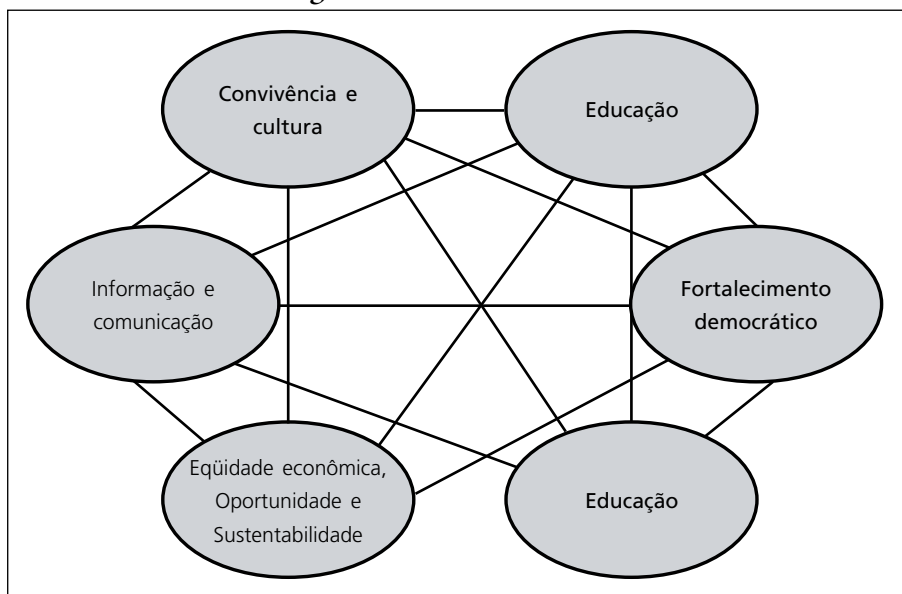 Convivência e
cultura
Educação
Informação e
comunicação
Fortalecimento
democrático
Eqüidade econômica,
Oportunidade e
Sustentabilidade
Educação